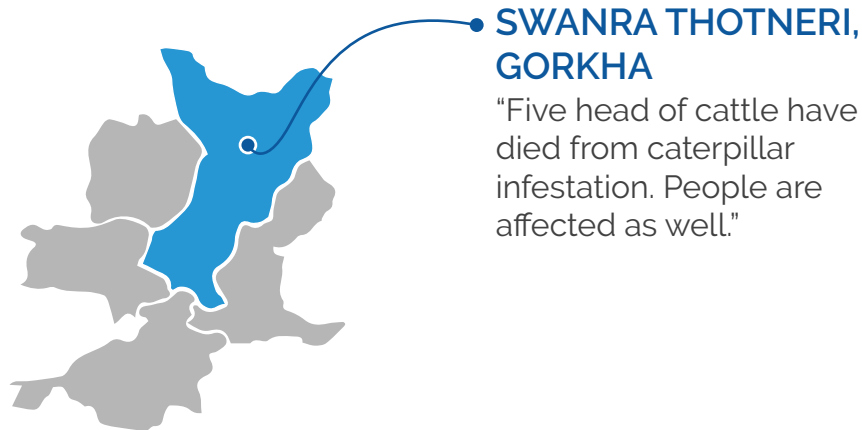 SWANRA THOTNERI,
GORKHA
“Five head of cattle have
died from caterpillar
infestation. People are
affected as well.”